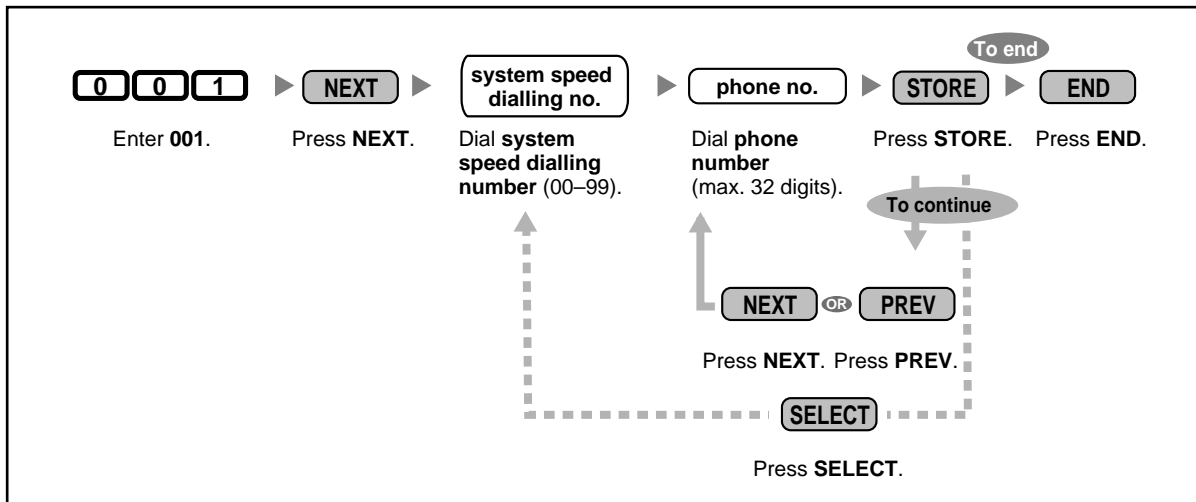 To end
0 0 1
NEXT
system speed
dialling no.
phone no.
STORE
END
Enter 001.
Press NEXT.
Dial system
speed dialling
number (00–99).
Dial phone
number
(max. 32 digits).
Press STORE.
Press END.
To continue
NEXT
OR
PREV
Press NEXT.
Press PREV.
SELECT
Press SELECT.